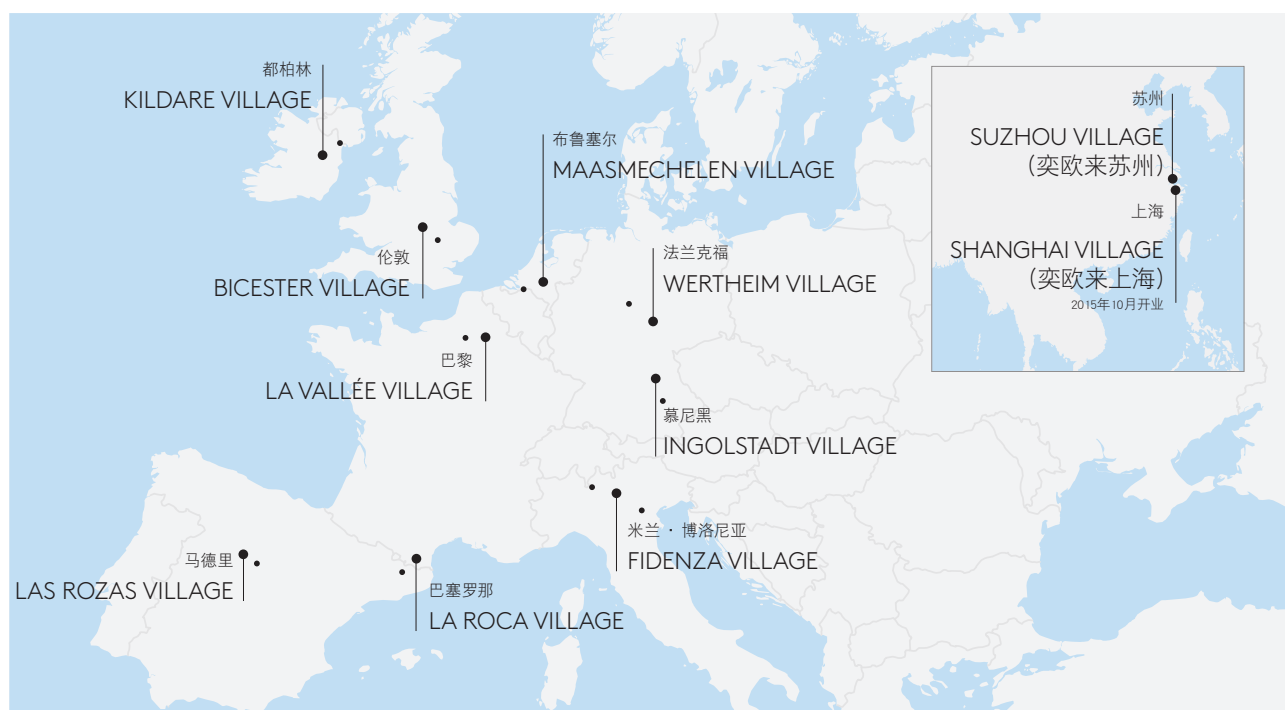 都柏林
KILDARE VILLAGE
布鲁塞尔
MAASMECHELEN VILLAGE
伦敦
BICESTER VILLAGE
法兰克福
WERTHEIM VILLAGE
巴黎
LA VALLÉE VILLAGE
慕尼黑
INGOLSTADT VILLAGE
米兰 · 博洛尼亚
FIDENZA VILLAGE
马德里
LAS ROZAS VILLAGE
巴塞罗那
LA ROCA VILLAGE
苏州
SUZHOU VILLAGE
（奕欧来苏州）
上海
SHANGHAI VILLAGE
（奕欧来上海）
2015年10月开业